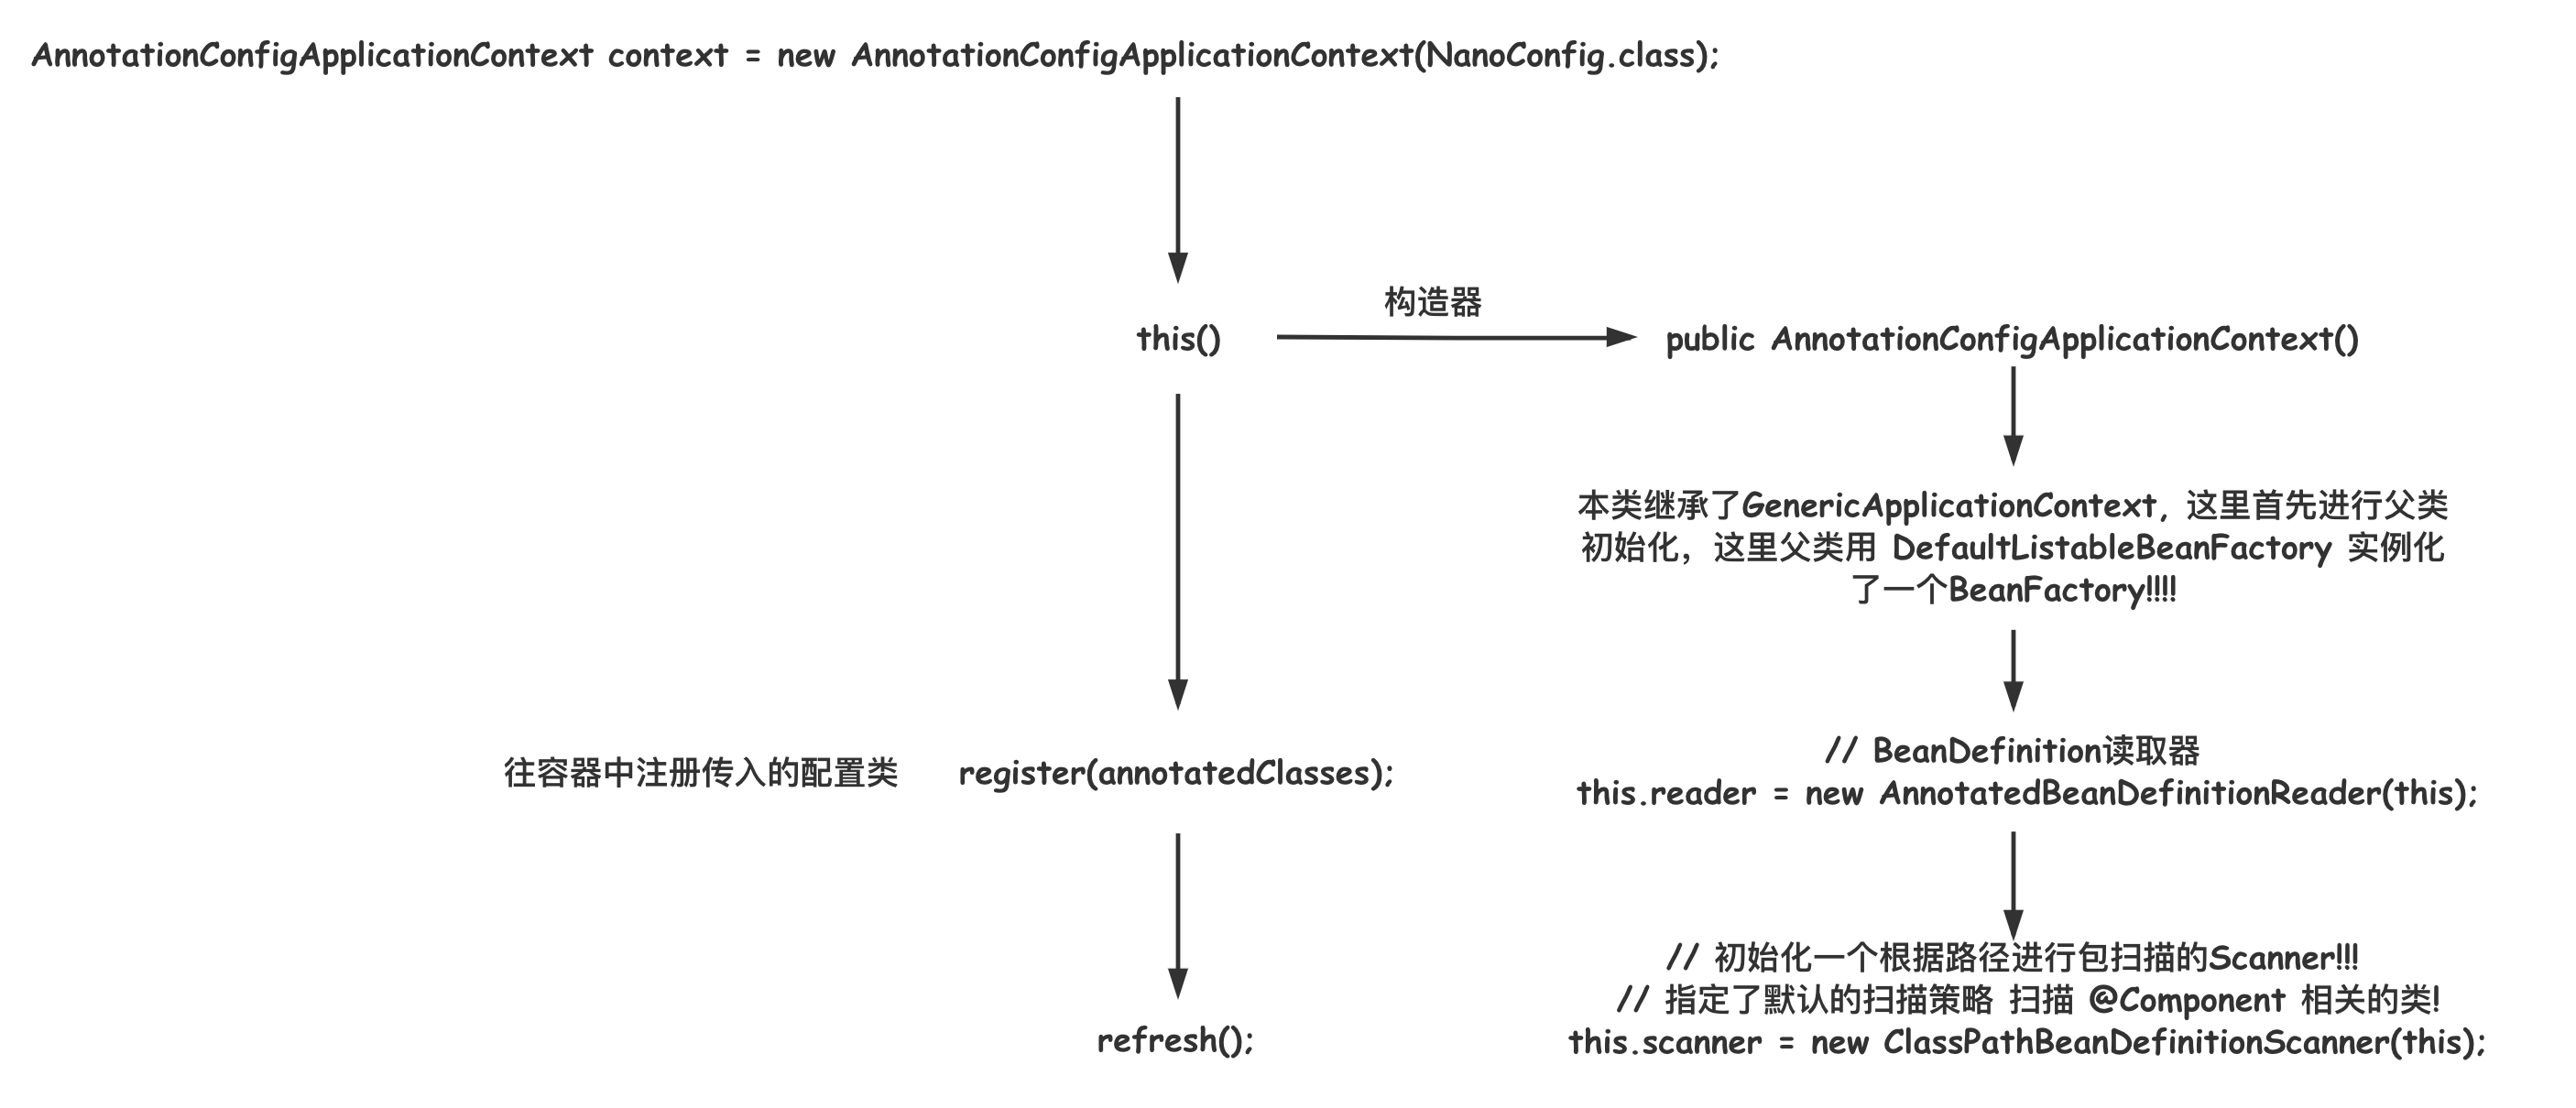 AnnotationConfigApplicationContext context = new AnnotationConfigApplicationContext(NanoConfig.class);
构造器
this()
public AnnotationConfigApplicationContext()
本类继承了GenericApplicationContext, 这里首先进行父类
初始化，这里父类用 DefaultListableBeanFactory 实例化
了一个BeanFactory!!!!
// BeanDefinition读取器
this.reader = new AnnotatedBeanDefinitionReader(this);
往容器中注册传入的配置类
register(annotatedClasses);
// 初始化一个根据路径进行包扫描的Scanner!!!
// 指定了默认的扫描策略 扫描 @Component 相关的类!
this.scanner = new ClassPathBeanDefinitionScanner(this);
refresh();